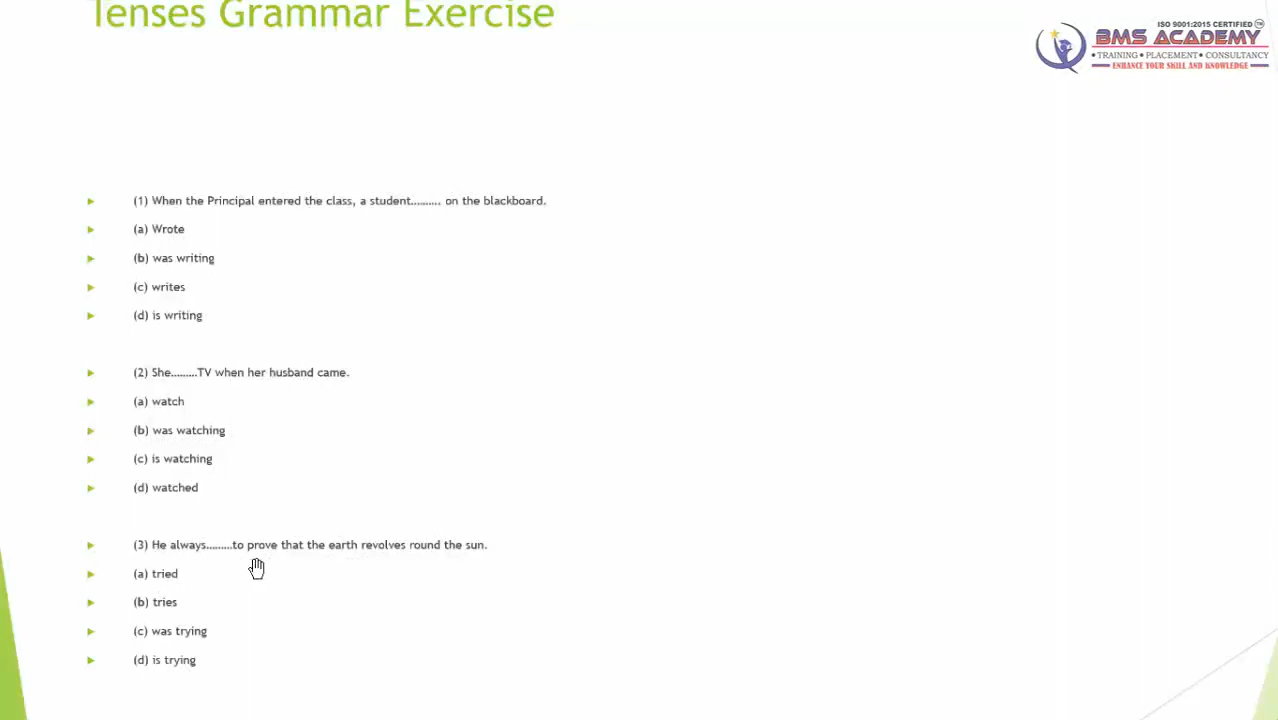 Tenses Grammar Exercise
ISO 9001:2015 CERTIFIED TM
BMS ACADEMY
• TRAINING • PLACEMENT • CONSULTANCY
ENHANCE YOUR SKILL AND KNOWLEDGE
(1) When the Principal entered the class, a student......... on the blackboard.
(a) Wrote
(b) was writing
(c) writes
(d) is writing
(2) She.........TV when her husband came.
(a) watch
(b) was watching
(c) is watching
(d) watched
(3) He always.........to prove that the earth revolves round the sun.
(a) tried
(b) tries
(c) was trying
(d) is trying